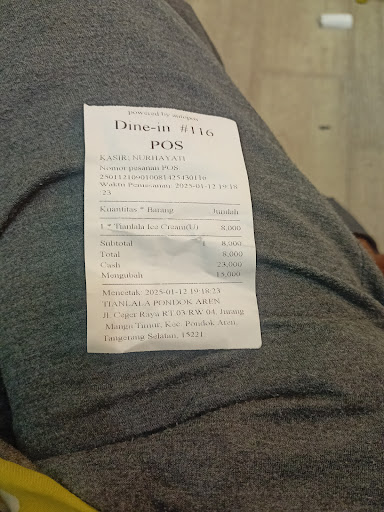 powered by autopos
Dine-in #116
POS
KASIR: NURHAYATI
Nomor pesanan POS
Waktu Pemesanan: 2025-01-12 19:18
:23
Kuantitas * Barang Jumlah
1 * Tianlala Ice Cream(L) 8,000
Subtotal 1 8,000
Total 8,000
Cash 23,000
Mengubah 15,000
Mencetak: 2025-01-12 19:18:23
TIANLALA PONDOK AREN
Jl. Ceger Raya RT 03 RW 04, Jurang
Mangu Timur, Kec. Pondok Aren,
Tangerang Selatan, 15221